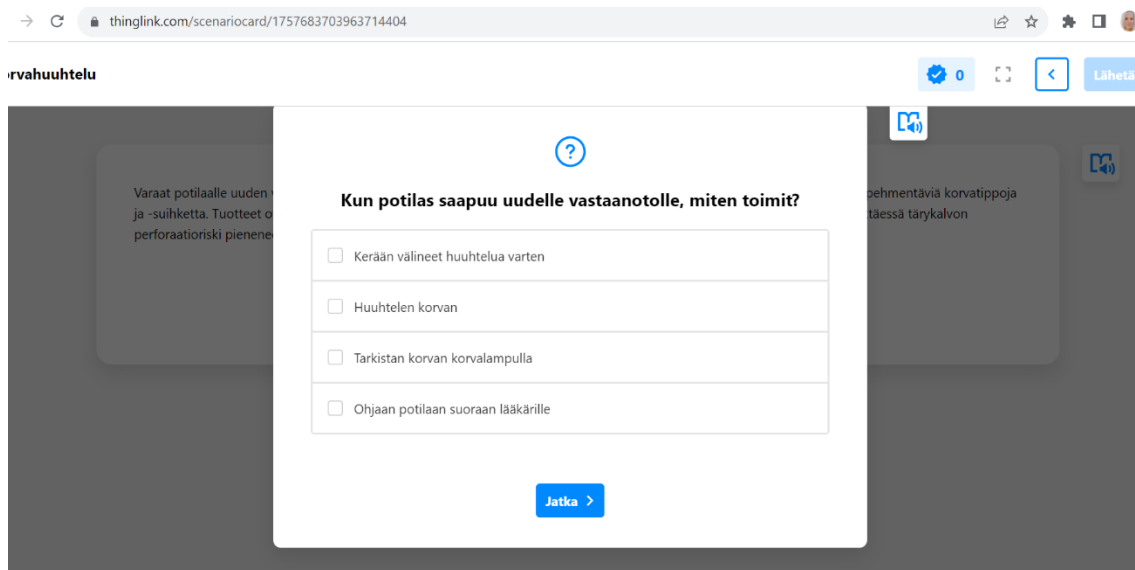 thinglink.com/scenariocard/1757683703963714404
rvahuuhtelu
0
Lähetä
Kun potilas saapuu uudelle vastaanotolle, miten toimit?
Varaat potilaalle uuden
pehmentäviä korvatippoja
ja -suihketta. Tuotteet
perforaatioriski
tärykalvon
Kerään välineet huuhtelua varten
Huuhtelen korvan
Tarkistan korvan korvalampulla
Ohjaan potilaan suoraan lääkärille
Jatka